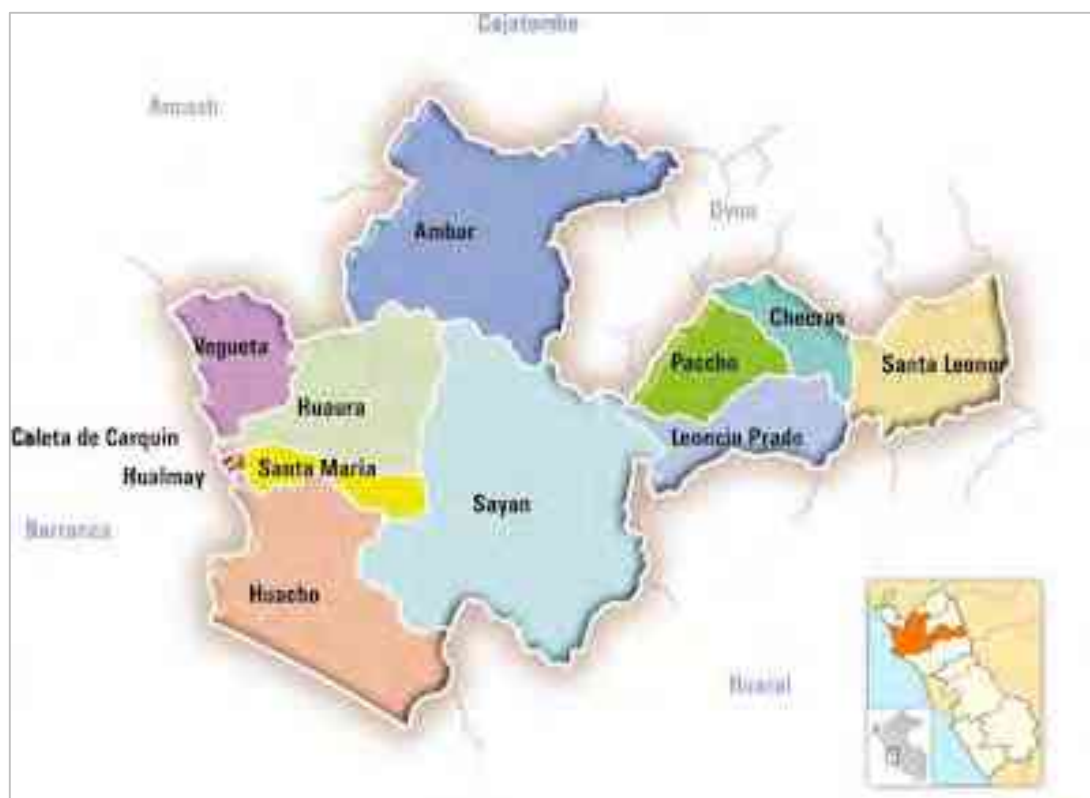 Cajatambo
Ancash
Ambar
Oyon
Checras
Vegueta
Paccho
Santa Leonor
Huaura
Caleta de Carquin
Leoncio Prado
Santa Maria
Hualmay
Sayan
Barranca
Huacho
Huaral